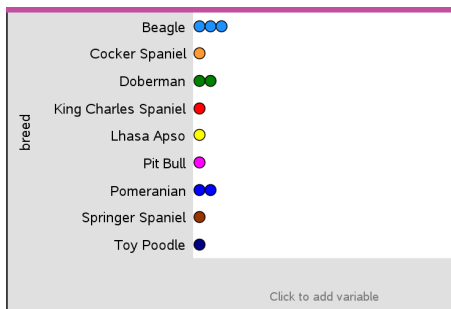 Beagle
Cocker Spaniel
Doberman
King Charles Spaniel
breed
Lhasa Apso
Pit Bull
Pomeranian
Springer Spaniel
Toy Poodle
Click to add variable